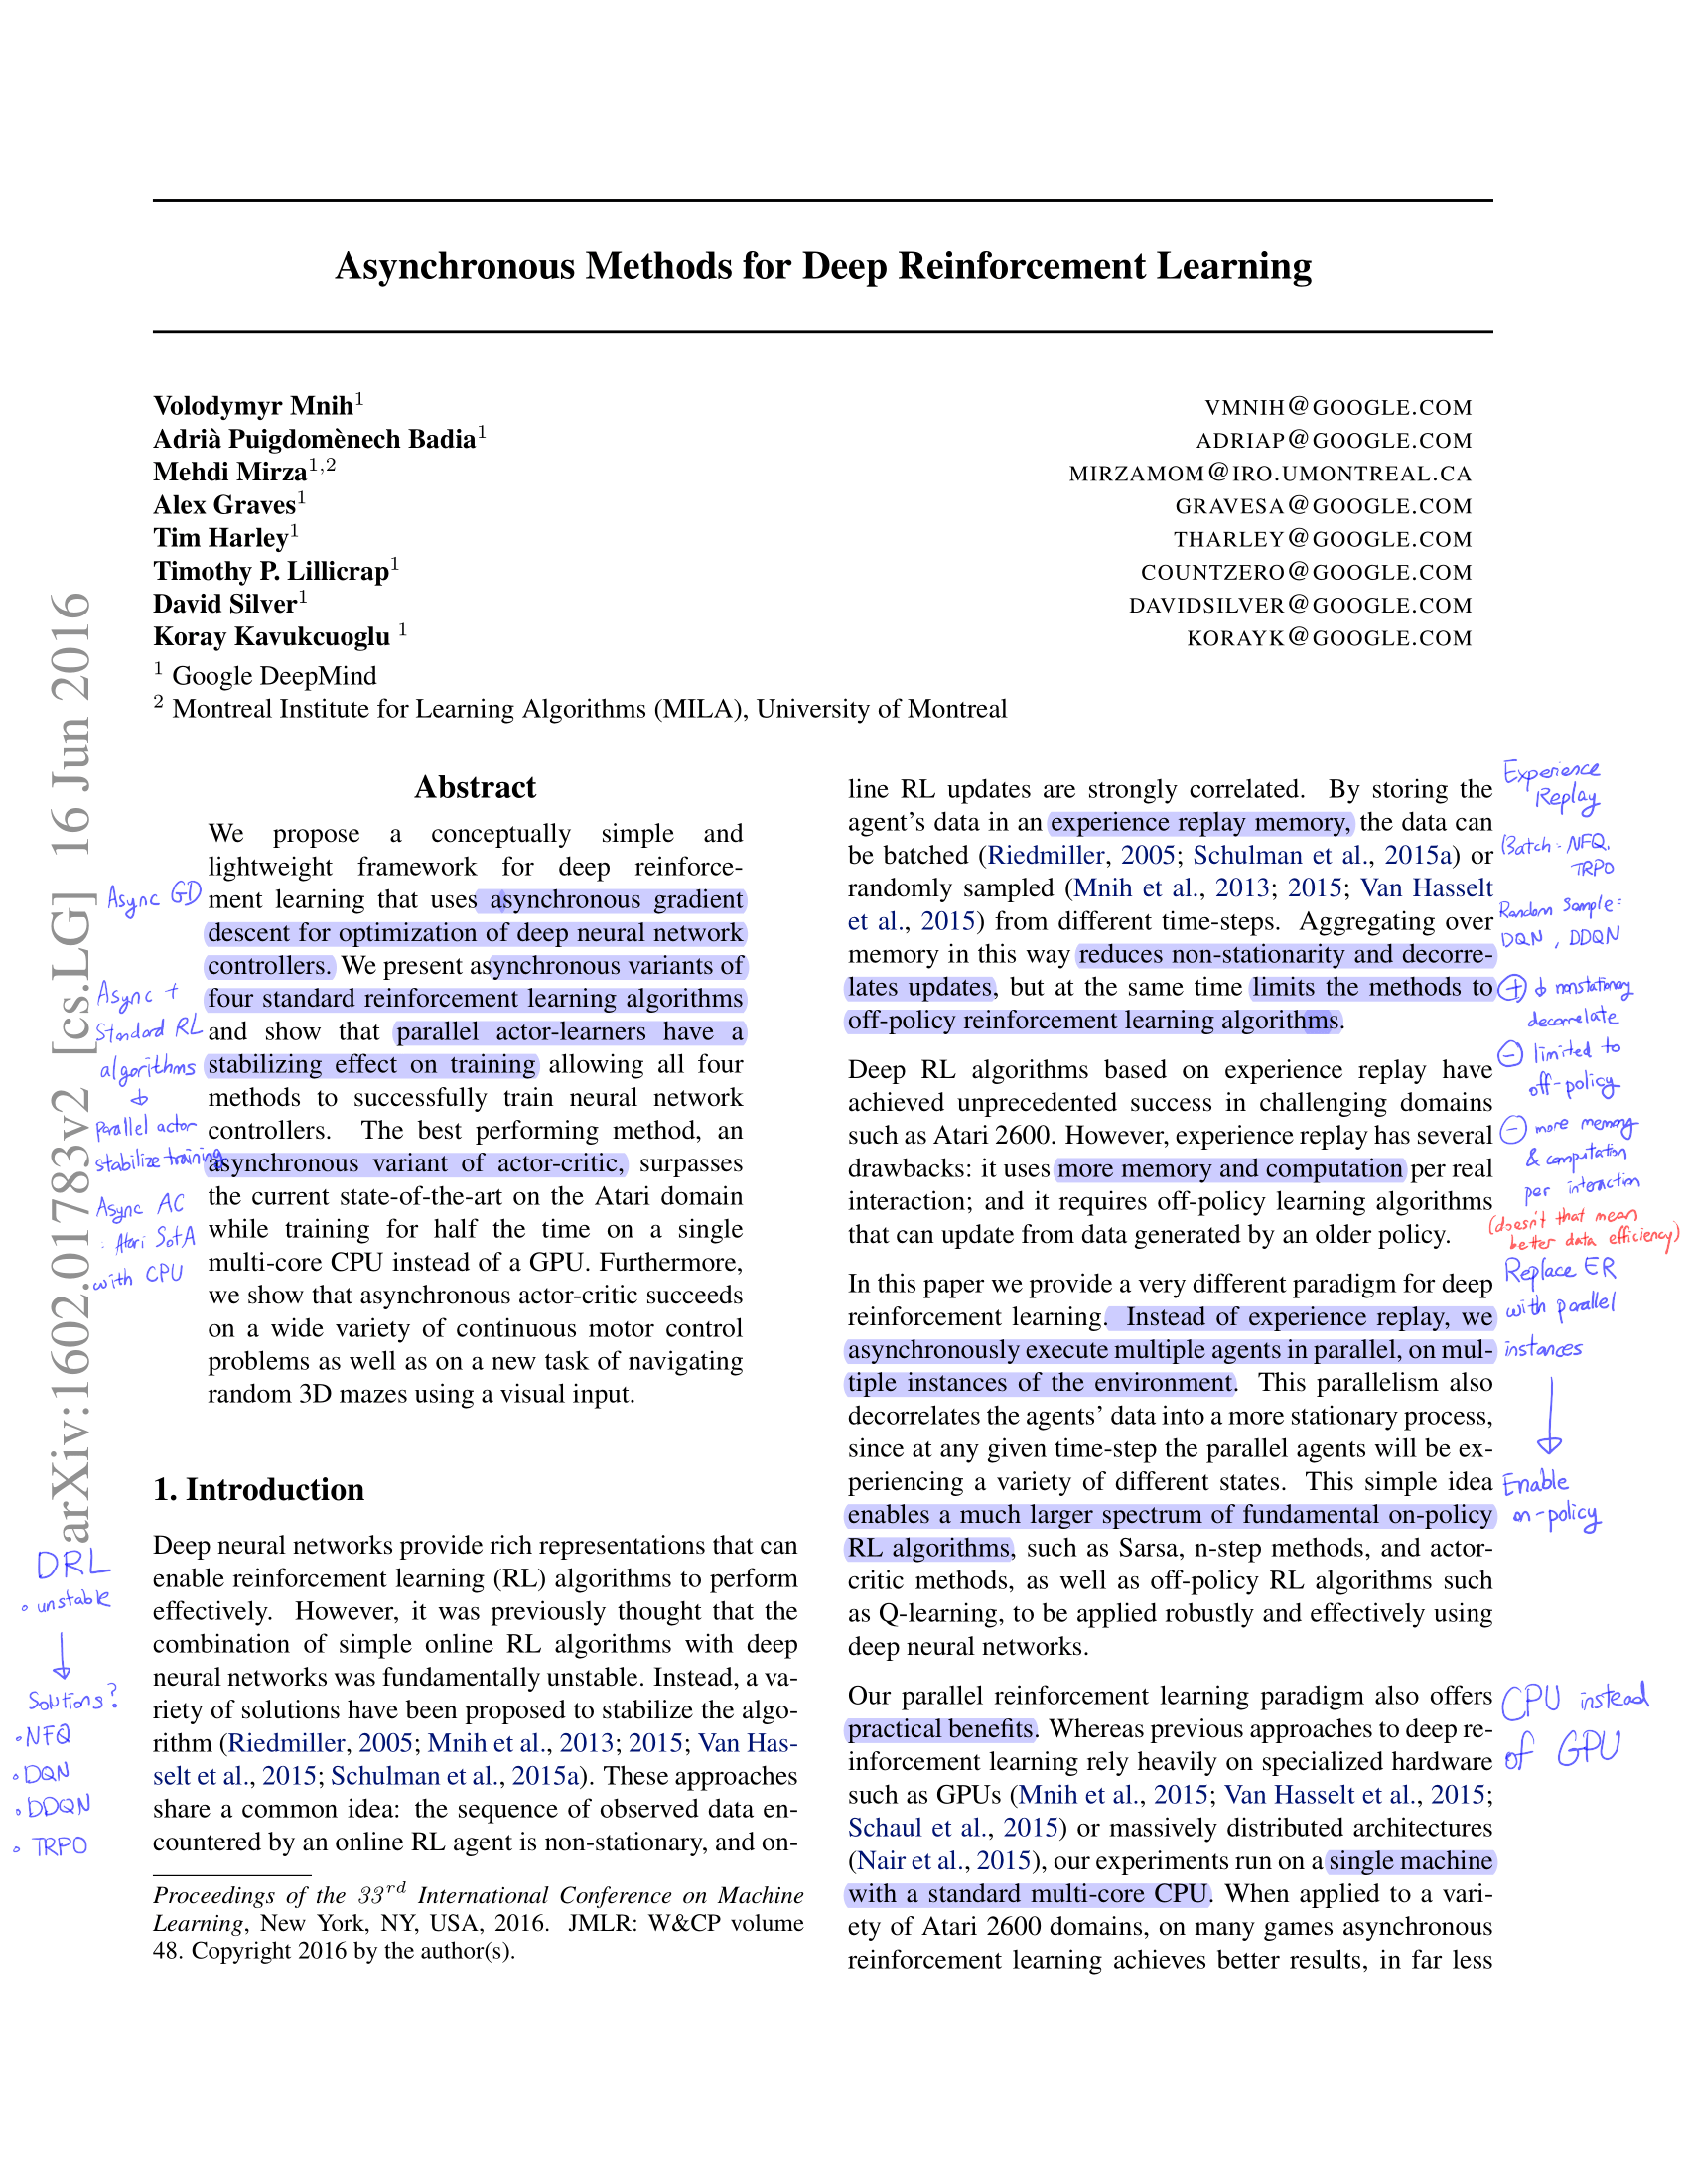 Asynchronous Methods for Deep Reinforcement Learning
Volodymyr Mnih¹ VMNIH@GOOGLE.COM
Adrià Puigdomènech Badia¹ ADRIAP@GOOGLE.COM
Mehdi Mirza¹,² MIRZAMOM@IRO.UMONTREAL.CA
Alex Graves¹ GRAVESA@GOOGLE.COM
Tim Harley¹ THARLEY@GOOGLE.COM
Timothy P. Lillicrap¹ COUNTZERO@GOOGLE.COM
David Silver¹ DAVIDSILVER@GOOGLE.COM
Koray Kavukcuoglu ¹ KORAYK@GOOGLE.COM
¹ Google DeepMind
² Montreal Institute for Learning Algorithms (MILA), University of Montreal
arXiv:1602.01783v2 [cs.LG] 16 Jun 2016
Abstract
We propose a conceptually simple and
lightweight framework for deep reinforce-
ment learning that uses asynchronous gradient
descent for optimization of deep neural network
controllers. We present asynchronous variants of
four standard reinforcement learning algorithms
and show that parallel actor-learners have a
stabilizing effect on training allowing all four
methods to successfully train neural network
controllers. The best performing method, an
asynchronous variant of actor-critic, surpasses
the current state-of-the-art on the Atari domain
while training for half the time on a single
multi-core CPU instead of a GPU. Furthermore,
we show that asynchronous actor-critic succeeds
on a wide variety of continuous motor control
problems as well as on a new task of navigating
random 3D mazes using a visual input.
Async GD
Async +
Standard RL
algorithms
↓
parallel actor
stabilize training
Async AC
: Atari SotA
with CPU
1. Introduction
Deep neural networks provide rich representations that can
enable reinforcement learning (RL) algorithms to perform
effectively. However, it was previously thought that the
combination of simple online RL algorithms with deep
neural networks was fundamentally unstable. Instead, a va-
riety of solutions have been proposed to stabilize the algo-
rithm (Riedmiller, 2005; Mnih et al., 2013; 2015; Van Has-
selt et al., 2015; Schulman et al., 2015a). These approaches
share a common idea: the sequence of observed data en-
countered by an online RL agent is non-stationary, and on-
DRL
◦ unstable
↓
Solutions?
◦ NFQ
◦ DQN
◦ DDQN
◦ TRPO
Proceedings of the 33rd International Conference on Machine
Learning, New York, NY, USA, 2016. JMLR: W&CP volume
48. Copyright 2016 by the author(s).
line RL updates are strongly correlated. By storing the
agent's data in an experience replay memory, the data can
be batched (Riedmiller, 2005; Schulman et al., 2015a) or
randomly sampled (Mnih et al., 2013; 2015; Van Hasselt
et al., 2015) from different time-steps. Aggregating over
memory in this way reduces non-stationarity and decorre-
lates updates, but at the same time limits the methods to
off-policy reinforcement learning algorithms.
Deep RL algorithms based on experience replay have
achieved unprecedented success in challenging domains
such as Atari 2600. However, experience replay has several
drawbacks: it uses more memory and computation per real
interaction; and it requires off-policy learning algorithms
that can update from data generated by an older policy.
In this paper we provide a very different paradigm for deep
reinforcement learning. Instead of experience replay, we
asynchronously execute multiple agents in parallel, on mul-
tiple instances of the environment. This parallelism also
decorrelates the agents' data into a more stationary process,
since at any given time-step the parallel agents will be ex-
periencing a variety of different states. This simple idea
enables a much larger spectrum of fundamental on-policy
RL algorithms, such as Sarsa, n-step methods, and actor-
critic methods, as well as off-policy RL algorithms such
as Q-learning, to be applied robustly and effectively using
deep neural networks.
Our parallel reinforcement learning paradigm also offers
practical benefits. Whereas previous approaches to deep re-
inforcement learning rely heavily on specialized hardware
such as GPUs (Mnih et al., 2015; Van Hasselt et al., 2015;
Schaul et al., 2015) or massively distributed architectures
(Nair et al., 2015), our experiments run on a single machine
with a standard multi-core CPU. When applied to a vari-
ety of Atari 2600 domains, on many games asynchronous
reinforcement learning achieves better results, in far less
Experience
Replay
Batch: NFQ,
TRPO
Random Sample:
DQN, DDQN
⊕ ↓ nonstationary
decorrelate
⊖ limited to
off-policy
⊖ more memory
& computation
per interaction
(doesn't that mean
better data efficiency)
Replace ER
with parallel
instances
↓
Enable
on-policy
CPU instead
of GPU